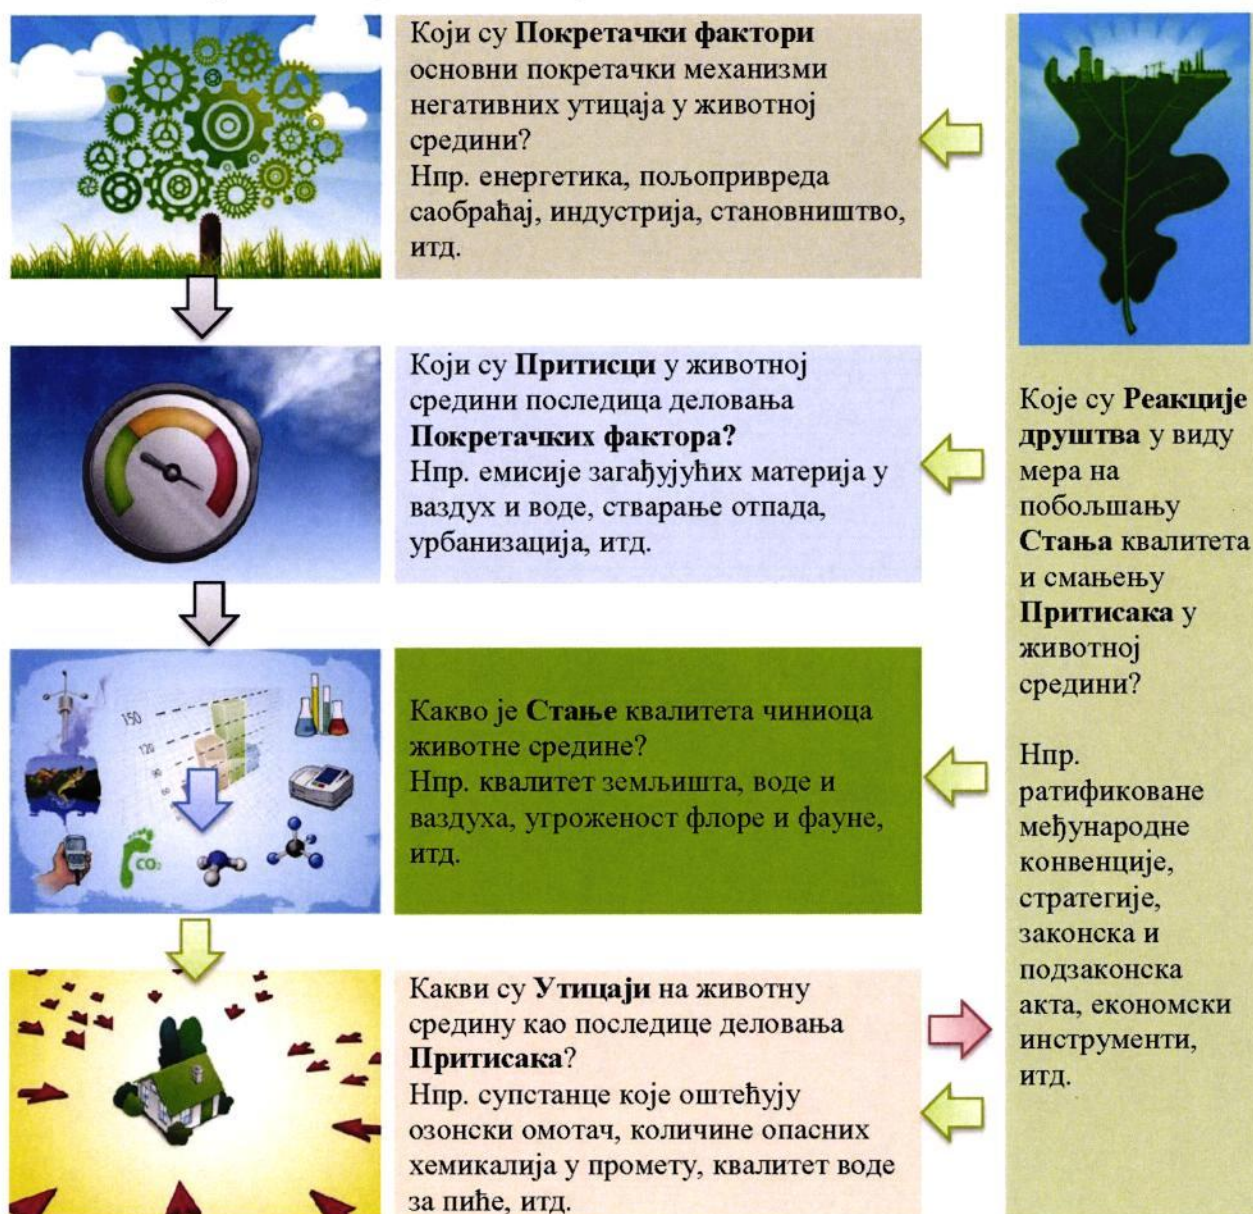 Који су Покретачки фактори
основни покретачки механизми
негативних утицаја у животној
средини?
Нпр. енергетика, пољопривреда
саобраћај, индустрија, становништво,
итд.
Који су Притисци у животној
средини последица деловања
Покретачких фактора?
Нпр. емисије загађујућих материја у
ваздух и воде, стварање отпада,
урбанизација, итд.
150
120
90
60
CO₂
Какво је Стање квалитета чиниоца
животне средине?
Нпр. квалитет земљишта, воде и
ваздуха, угроженост флоре и фауне,
итд.
Какви су Утицаји на животну
средину као последице деловања
Притисака?
Нпр. супстанце које оштећују
озонски омотач, количине опасних
хемикалија у промету, квалитет воде
за пиће, итд.
Које су Реакције
друштва у виду
мера на
побољшању
Стања квалитета
и смањењу
Притисака у
животној
средини?
Нпр.
ратификоване
међународне
конвенције,
стратегије,
законска и
подзаконска
акта, економски
инструменти,
итд.